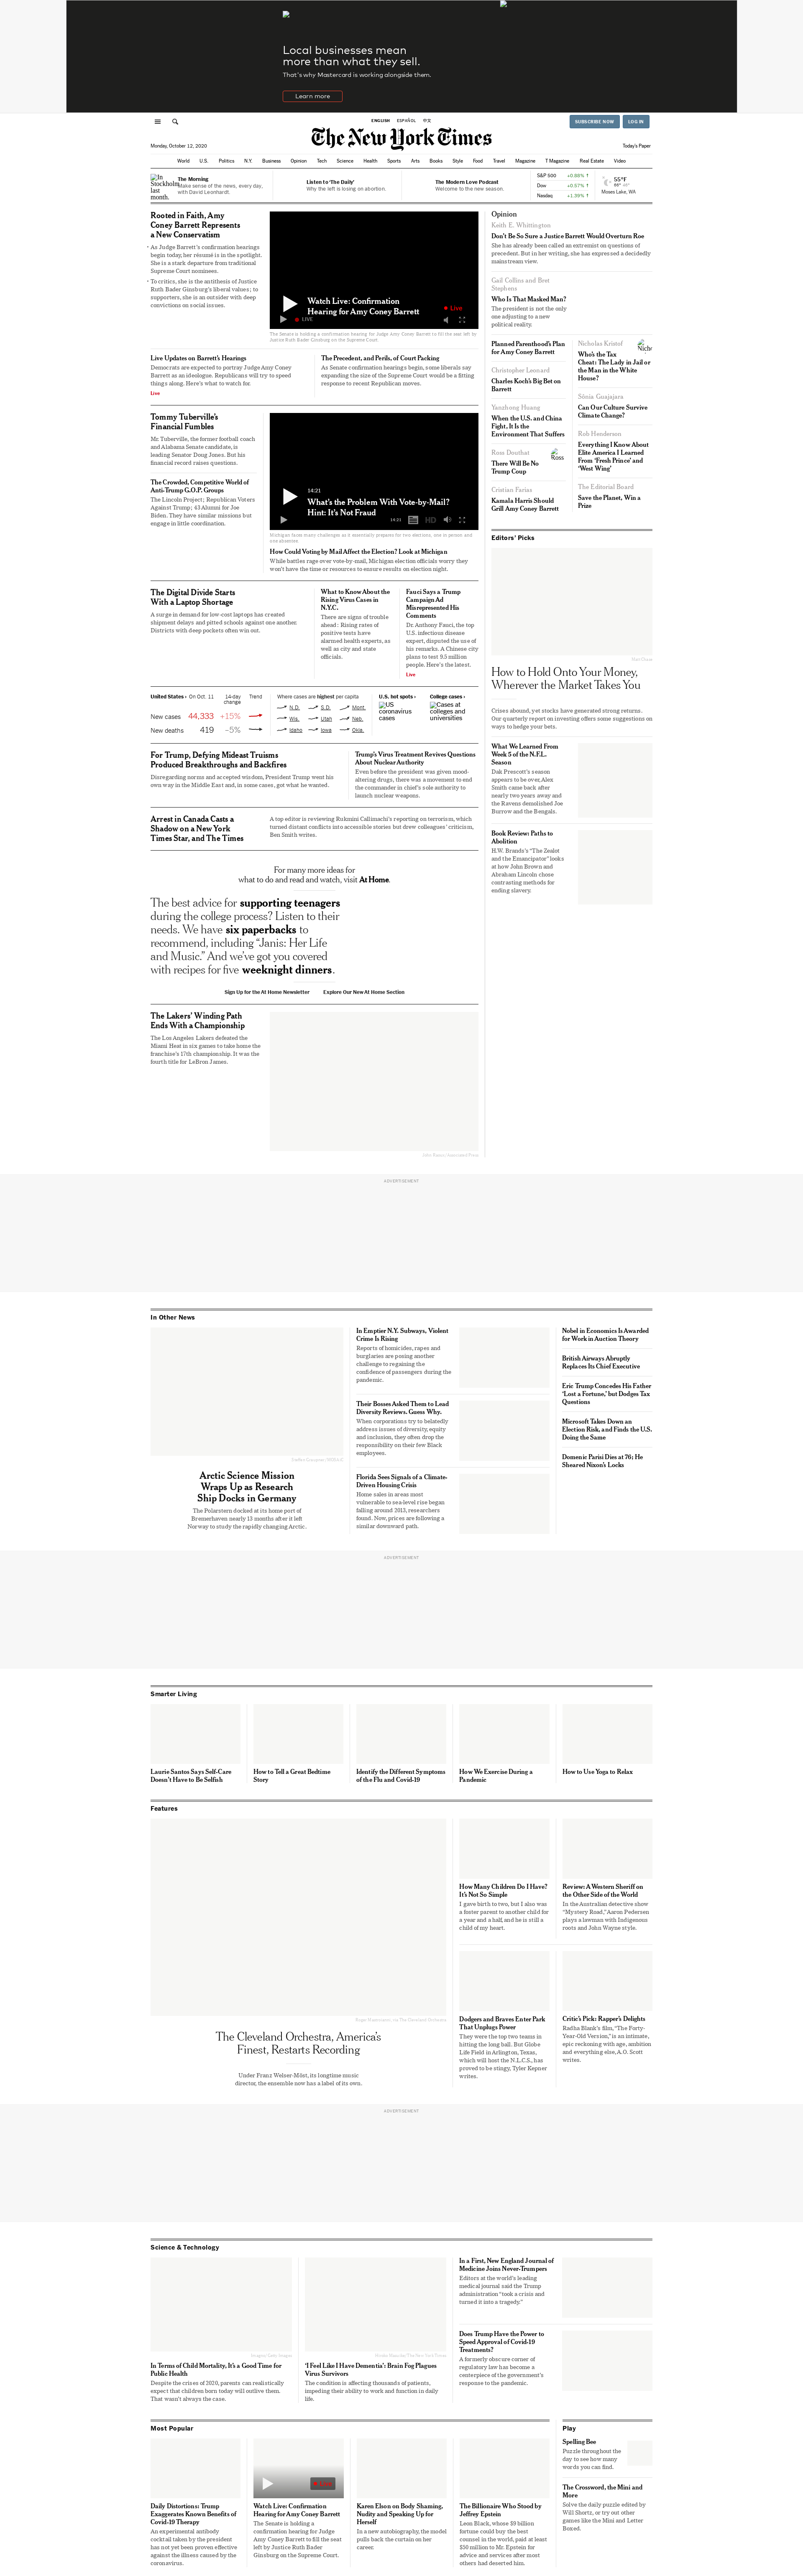 Local businesses mean
more than what they sell.
That's why Mastercard is working alongside them.
Learn more
ENGLISH ESPAÑOL 中文
SUBSCRIBE NOW LOG IN
The New York Times
Monday, October 12, 2020
Today's Paper
World U.S. Politics N.Y. Business Opinion Tech Science Health Sports Arts Books Style Food Travel Magazine T Magazine Real Estate Video
In Stockholm last month.
The Morning
Make sense of the news, every day, with David Leonhardt.
Listen to 'The Daily'
Why the left is losing on abortion.
The Modern Love Podcast
Welcome to the new season.
S&P 500 +0.88% ↑
Dow +0.57% ↑
Nasdaq +1.39% ↑
55°F
Moses Lake, WA
Rooted in Faith, Amy
Coney Barrett Represents
a New Conservatism
• As Judge Barrett's confirmation hearings
begin today, her résumé is in the spotlight.
She is a stark departure from traditional
Supreme Court nominees.
• To critics, she is the antithesis of Justice
Ruth Bader Ginsburg's liberal values; to
supporters, she is an outsider with deep
convictions on social issues.
Watch Live: Confirmation
Hearing for Amy Coney Barrett
Live
LIVE
The Senate is holding a confirmation hearing for Judge Amy Coney Barrett to fill the seat left by
Justice Ruth Bader Ginsburg on the Supreme Court.
Live Updates on Barrett's Hearings
Democrats are expected to portray Judge Amy Coney
Barrett as an ideologue. Republicans will try to speed
things along. Here's what to watch for.
Live
The Precedent, and Perils, of Court Packing
As Senate confirmation hearings begin, some liberals say
expanding the size of the Supreme Court would be a fitting
response to recent Republican moves.
Tommy Tuberville's
Financial Fumbles
Mr. Tuberville, the former football coach
and Alabama Senate candidate, is
leading Senator Doug Jones. But his
financial record raises questions.
The Crowded, Competitive World of
Anti-Trump G.O.P. Groups
The Lincoln Project; Republican Voters
Against Trump; 43 Alumni for Joe
Biden. They have similar missions but
engage in little coordination.
14:21
What's the Problem With Vote-by-Mail?
Hint: It's Not Fraud
14:21 HD
Michigan faces many challenges as it essentially prepares for two elections, one in person and
one absentee.
How Could Voting by Mail Affect the Election? Look at Michigan
While battles rage over vote-by-mail, Michigan election officials worry they
won't have the time or resources to ensure results on election night.
The Digital Divide Starts
With a Laptop Shortage
A surge in demand for low-cost laptops has created
shipment delays and pitted schools against one another.
Districts with deep pockets often win out.
What to Know About the
Rising Virus Cases in
N.Y.C.
There are signs of trouble
ahead: Rising rates of
positive tests have
alarmed health experts, as
well as city and state
officials.
Fauci Says a Trump
Campaign Ad
Misrepresented His
Comments
Dr. Anthony Fauci, the top
U.S. infectious disease
expert, disputed the use of
his remarks. A Chinese city
plans to test 9.5 million
people. Here's the latest.
Live
United States › On Oct. 11 14-day change Trend
New cases 44,333 +15%
New deaths 419 –5%
Where cases are highest per capita
N.D. S.D. Mont.
Wis. Utah Neb.
Idaho Iowa Okla.
U.S. hot spots ›
US
coronavirus
cases
College cases ›
Cases at
colleges and
universities
For Trump, Defying Mideast Truisms
Produced Breakthroughs and Backfires
Disregarding norms and accepted wisdom, President Trump went his
own way in the Middle East and, in some cases, got what he wanted.
Trump's Virus Treatment Revives Questions
About Nuclear Authority
Even before the president was given mood-
altering drugs, there was a movement to end
the commander in chief's sole authority to
launch nuclear weapons.
Arrest in Canada Casts a
Shadow on a New York
Times Star, and The Times
A top editor is reviewing Rukmini Callimachi's reporting on terrorism, which
turned distant conflicts into accessible stories but drew colleagues' criticism,
Ben Smith writes.
For many more ideas for
what to do and read and watch, visit At Home.
The best advice for supporting teenagers
during the college process? Listen to their
needs. We have six paperbacks to
recommend, including "Janis: Her Life
and Music." And we've got you covered
with recipes for five weeknight dinners.
Sign Up for the At Home Newsletter Explore Our New At Home Section
The Lakers' Winding Path
Ends With a Championship
The Los Angeles Lakers defeated the
Miami Heat in six games to take home the
franchise's 17th championship. It was the
fourth title for LeBron James.
Opinion
Keith E. Whittington
Don't Be So Sure a Justice Barrett Would Overturn Roe
She has already been called an extremist on questions of
precedent. But in her writing, she has expressed a decidedly
mainstream view.
Gail Collins and Bret
Stephens
Who Is That Masked Man?
The president is not the only
one adjusting to a new
political reality.
Planned Parenthood's Plan
for Amy Coney Barrett
Christopher Leonard
Charles Koch's Big Bet on
Barrett
Yanzhong Huang
When the U.S. and China
Fight, It Is the
Environment That Suffers
Ross Douthat
There Will Be No
Trump Coup
Cristian Farias
Kamala Harris Should
Grill Amy Coney Barrett
Nicholas Kristof
Who's the Tax
Cheat: The Lady in Jail or
the Man in the White
House?
Sònia Guajajara
Can Our Culture Survive
Climate Change?
Rob Henderson
Everything I Know About
Elite America I Learned
From 'Fresh Prince' and
'West Wing'
The Editorial Board
Save the Planet, Win a
Prize
Editors' Picks
How to Hold Onto Your Money,
Wherever the Market Takes You
Crises abound, yet stocks have generated strong returns.
Our quarterly report on investing offers some suggestions on
ways to hedge your bets.
What We Learned From
Week 5 of the N.F.L.
Season
Dak Prescott's season
appears to be over, Alex
Smith came back after
nearly two years away and
the Ravens demolished Joe
Burrow and the Bengals.
Book Review: Paths to
Abolition
H.W. Brands's "The Zealot
and the Emancipator" looks
at how John Brown and
Abraham Lincoln chose
contrasting methods for
ending slavery.
ADVERTISEMENT
In Other News
Arctic Science Mission
Wraps Up as Research
Ship Docks in Germany
The Polarstern docked at its home port of
Bremerhaven nearly 13 months after it left
Norway to study the rapidly changing Arctic.
In Emptier N.Y. Subways, Violent
Crime Is Rising
Reports of homicides, rapes and
burglaries are posing another
challenge to regaining the
confidence of passengers during the
pandemic.
Their Bosses Asked Them to Lead
Diversity Reviews. Guess Why.
When corporations try to belatedly
address issues of diversity, equity
and inclusion, they often drop the
responsibility on their few Black
employees.
Florida Sees Signals of a Climate-
Driven Housing Crisis
Home sales in areas most
vulnerable to sea-level rise began
falling around 2013, researchers
found. Now, prices are following a
similar downward path.
Nobel in Economics Is Awarded
for Work in Auction Theory
British Airways Abruptly
Replaces Its Chief Executive
Eric Trump Concedes His Father
'Lost a Fortune,' but Dodges Tax
Questions
Microsoft Takes Down an
Election Risk, and Finds the U.S.
Doing the Same
Domenic Parisi Dies at 76; He
Sheared Nixon's Locks
ADVERTISEMENT
Smarter Living
Laurie Santos Says Self-Care
Doesn't Have to Be Selfish
How to Tell a Great Bedtime
Story
Identify the Different Symptoms
of the Flu and Covid-19
How We Exercise During a
Pandemic
How to Use Yoga to Relax
Features
The Cleveland Orchestra, America's
Finest, Restarts Recording
Under Franz Welser-Möst, its longtime music
director, the ensemble now has a label of its own.
How Many Children Do I Have?
It's Not So Simple
I gave birth to two, but I also was
a foster parent to another child for
a year and a half, and he is still a
child of my heart.
Review: A Western Sheriff on
the Other Side of the World
In the Australian detective show
"Mystery Road," Aaron Pedersen
plays a lawman with Indigenous
roots and John Wayne style.
Dodgers and Braves Enter Park
That Unplugs Power
They were the top two teams in
hitting the long ball. But Globe
Life Field in Arlington, Texas,
which will host the N.L.C.S., has
proved to be stingy, Tyler Kepner
writes.
Critic's Pick: Rapper's Delights
Radha Blank's film, "The Forty-
Year-Old Version," is an intimate,
epic reckoning with age, ambition
and everything else, A.O. Scott
writes.
ADVERTISEMENT
Science & Technology
In Terms of Child Mortality, It's a Good Time for
Public Health
Despite the crises of 2020, parents can realistically
expect that children born today will outlive them.
That wasn't always the case.
'I Feel Like I Have Dementia': Brain Fog Plagues
Virus Survivors
The condition is affecting thousands of patients,
impeding their ability to work and function in daily
life.
In a First, New England Journal of
Medicine Joins Never-Trumpers
Editors at the world's leading
medical journal said the Trump
administration "took a crisis and
turned it into a tragedy."
Does Trump Have the Power to
Speed Approval of Covid-19
Treatments?
A formerly obscure corner of
regulatory law has become a
centerpiece of the government's
response to the pandemic.
Most Popular
Daily Distortions: Trump
Exaggerates Known Benefits of
Covid-19 Therapy
An experimental antibody
cocktail taken by the president
has not yet been proven effective
against the illness caused by the
coronavirus.
Watch Live: Confirmation
Hearing for Amy Coney Barrett
The Senate is holding a
confirmation hearing for Judge
Amy Coney Barrett to fill the seat
left by Justice Ruth Bader
Ginsburg on the Supreme Court.
Karen Elson on Body Shaming,
Nudity and Speaking Up for
Herself
In a new autobiography, the model
pulls back the curtain on her
career.
The Billionaire Who Stood by
Jeffrey Epstein
Leon Black, whose $9 billion
fortune could buy the best
counsel in the world, paid at least
$50 million to Mr. Epstein for
advice and services after most
others had deserted him.
Play
Spelling Bee
Puzzle throughout the
day to see how many
words you can find.
The Crossword, the Mini and
More
Solve the daily puzzle edited by
Will Shortz, or try out other
games like the Mini and Letter
Boxed.